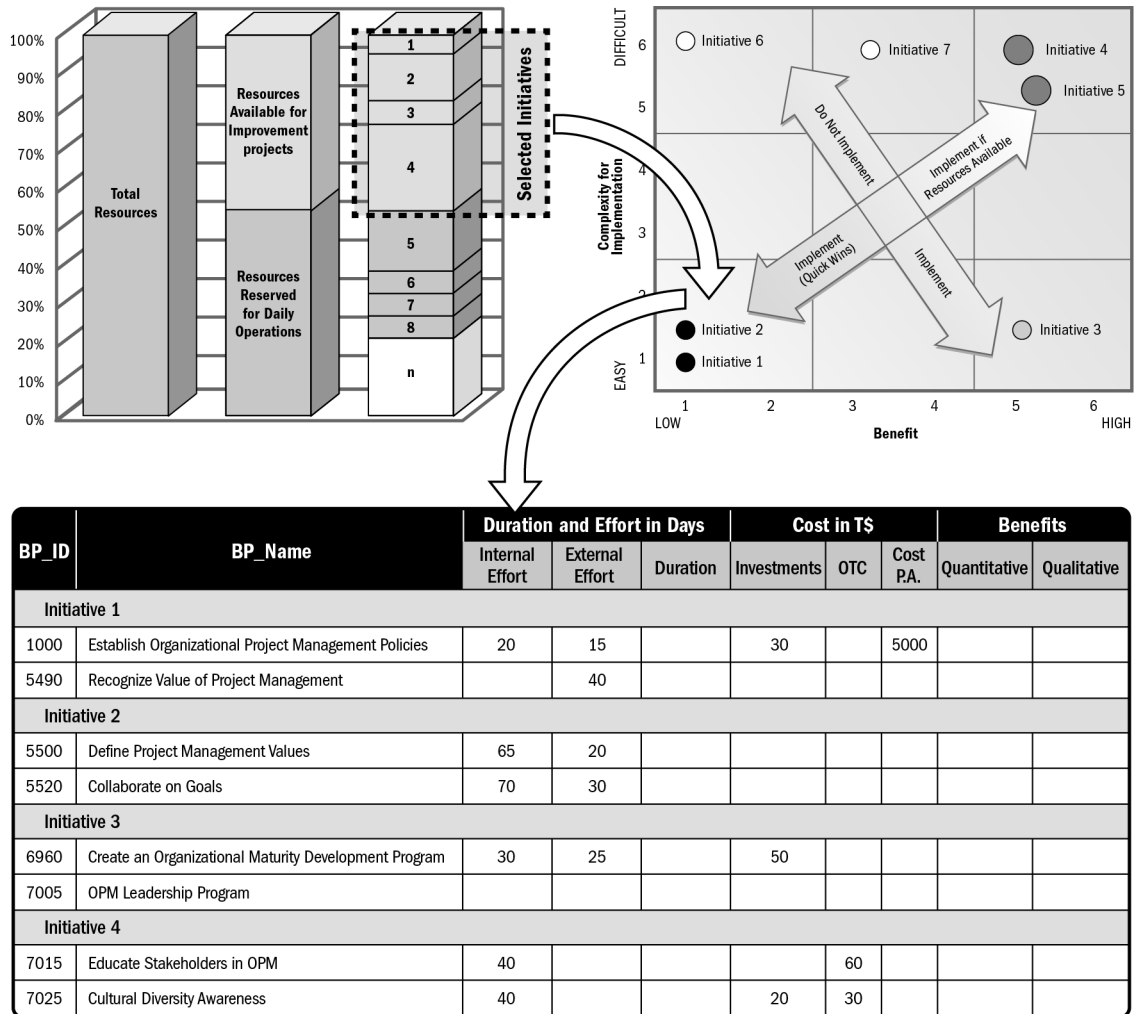 100%
90%
80%
70%
60%
50%
40%
30%
20%
10%
0%
Total
Resources
Resources
Available for
Improvement
projects
Resources
Reserved
for Daily
Operations
1
2
3
4
5
6
7
8
n
Selected Initiatives
DIFFICULT
EASY
Complexity for
Implementation
6
5
4
3
2
1
Initiative 6
Initiative 7
Initiative 4
Initiative 5
Do Not Implement
Implement if
Resources Available
Implement
(Quick Wins)
Implement
Initiative 2
Initiative 1
Initiative 3
1 2 3 4 5 6
LOW HIGH
Benefit
BP_ID BP_Name Duration and Effort in Days Cost in T$ Benefits
Internal Effort External Effort Duration Investments OTC Cost P.A. Quantitative Qualitative
Initiative 1
1000 Establish Organizational Project Management Policies 20 15 30 5000
5490 Recognize Value of Project Management 40
Initiative 2
5500 Define Project Management Values 65 20
5520 Collaborate on Goals 70 30
Initiative 3
6960 Create an Organizational Maturity Development Program 30 25 50
7005 OPM Leadership Program
Initiative 4
7015 Educate Stakeholders in OPM 40 60
7025 Cultural Diversity Awareness 40 20 30